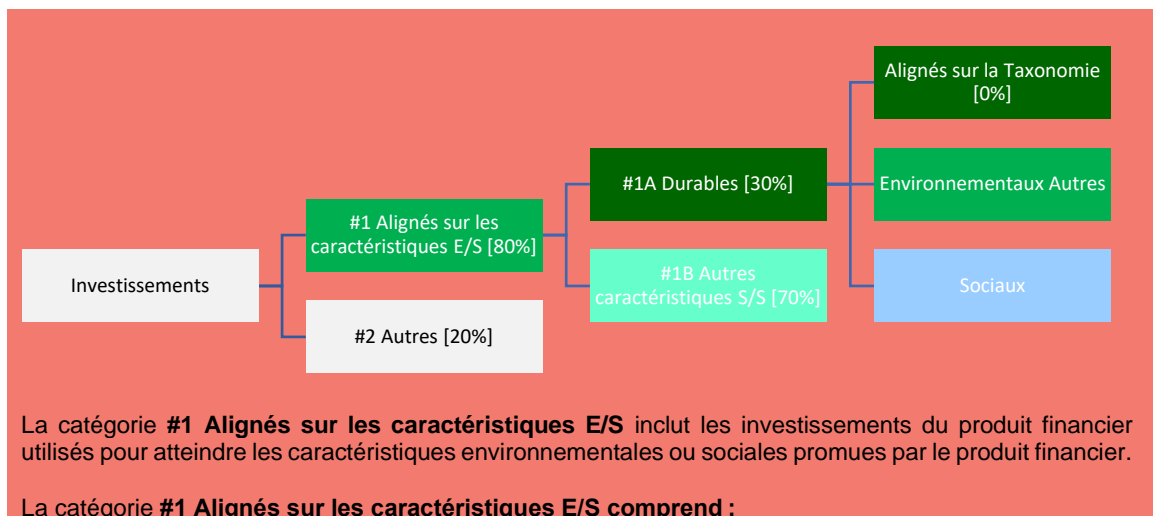 Alignés sur la Taxonomie
[0%]
#1A Durables [30%]
Environnementaux Autres
#1 Alignés sur les
caractéristiques E/S [80%]
Investissements
#1B Autres
caractéristiques S/S [70%]
Sociaux
#2 Autres [20%]
La catégorie #1 Alignés sur les caractéristiques E/S inclut les investissements du produit financier
utilisés pour atteindre les caractéristiques environnementales ou sociales promues par le produit financier.
La catégorie #1 Alignés sur les caractéristiques E/S comprend :